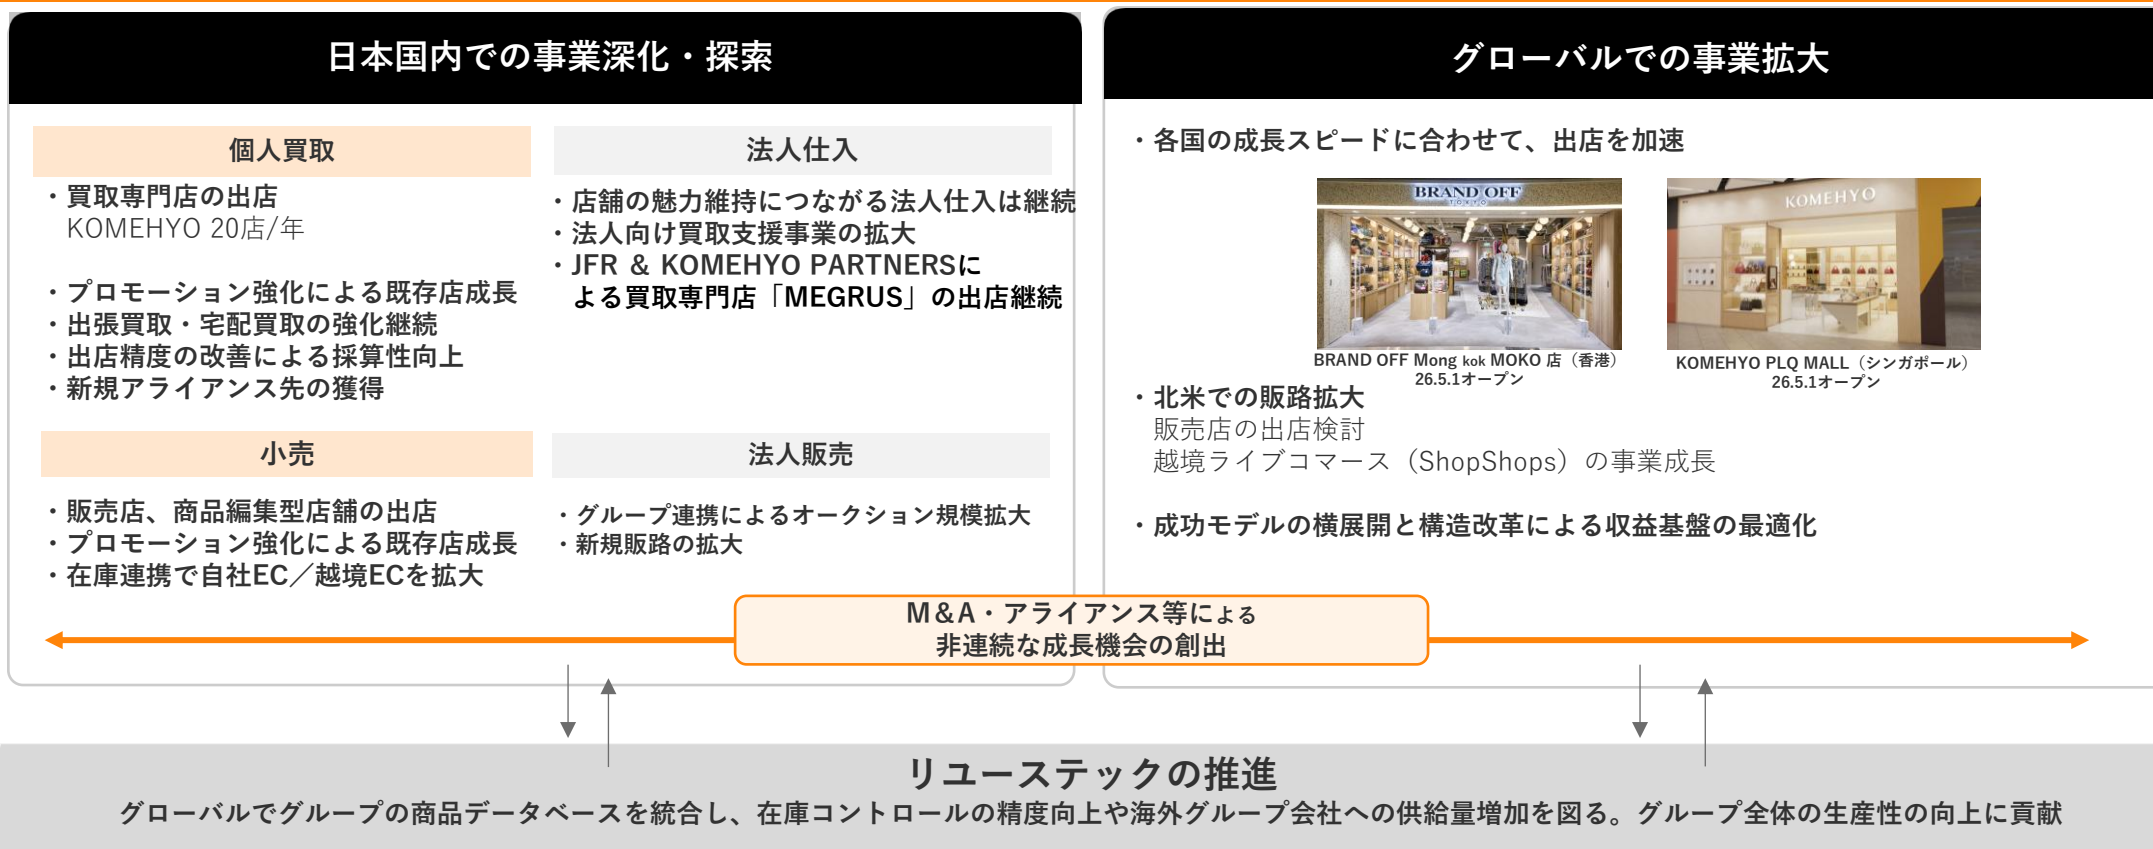 日本国内での事業深化・探索
個人買取
・買取専門店の出店
KOMEHYO 20店/年
・プロモーション強化による既存店成長
・出張買取・宅配買取の強化継続
・出店精度の改善による採算性向上
・新規アライアンス先の獲得
法人仕入
・店舗の魅力維持につながる法人仕入は継続
・法人向け買取支援事業の拡大
・JFR & KOMEHYO PARTNERSに
よる買取専門店「MEGRUS」の出店継続
小売
・販売店、商品編集型店舗の出店
・プロモーション強化による既存店成長
・在庫連携で自社EC／越境ECを拡大
法人販売
・グループ連携によるオークション規模拡大
・新規販路の拡大
グローバルでの事業拡大
・各国の成長スピードに合わせて、出店を加速
BRAND OFF
TOKYO
KOMEHYO
BRAND OFF Mong kok MOKO 店（香港）
26.5.1オープン
KOMEHYO PLQ MALL（シンガポール）
26.5.1オープン
・北米での販路拡大
販売店の出店検討
越境ライブコマース（ShopShops）の事業成長
・成功モデルの横展開と構造改革による収益基盤の最適化
M＆A・アライアンス等による
非連続な成長機会の創出
リユーステックの推進
グローバルでグループの商品データベースを統合し、在庫コントロールの精度向上や海外グループ会社への供給量増加を図る。グループ全体の生産性の向上に貢献